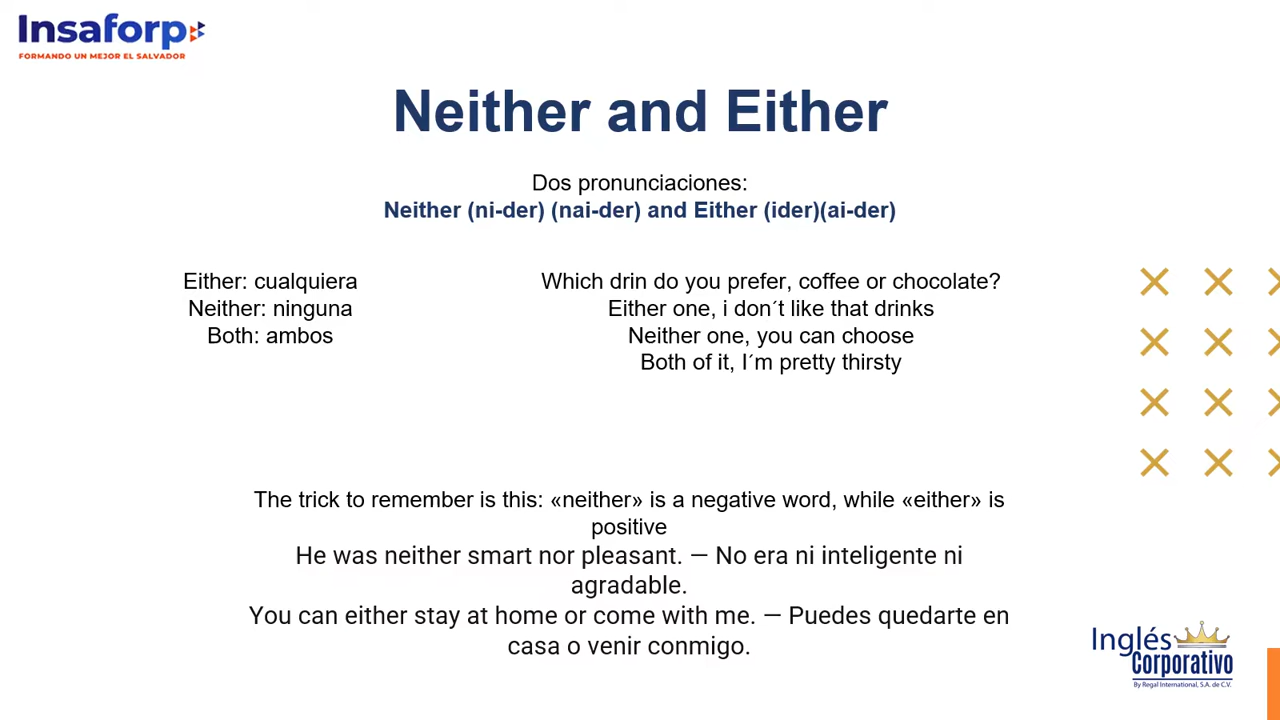 Insaforp
FORMANDO UN MEJOR EL SALVADOR
Neither and Either
Dos pronunciaciones:
Neither (ni-der) (nai-der) and Either (ider)(ai-der)
Either: cualquiera
Neither: ninguna
Both: ambos
Which drin do you prefer, coffee or chocolate?
Either one, i don´t like that drinks
Neither one, you can choose
Both of it, I´m pretty thirsty
The trick to remember is this: «neither» is a negative word, while «either» is
positive
He was neither smart nor pleasant. — No era ni inteligente ni
agradable.
You can either stay at home or come with me. — Puedes quedarte en
casa o venir conmigo.
Inglés
Corporativo
By Regal International, S.A. de C.V.